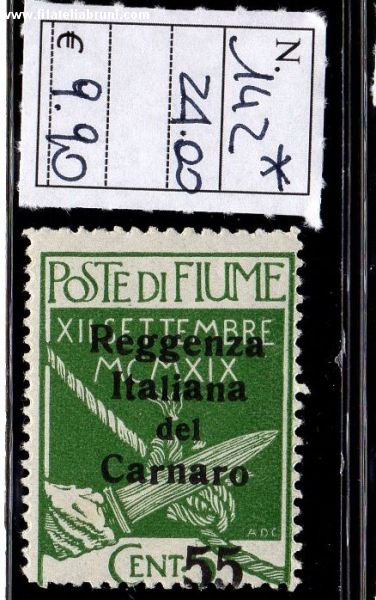 www.filateliabruni.com
N. 142*
24.00
€ 9.90
POSTE DI FIUME
XII SETTEMBRE
MCMXIX
Reggenza
Italiana
del
Carnaro
ADC
CENT 55